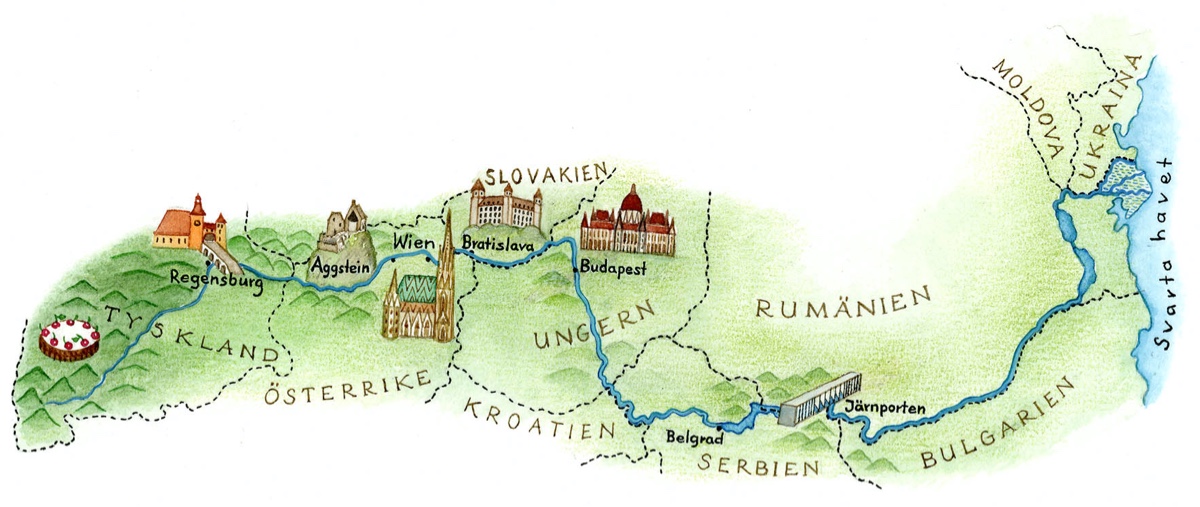 MOLDOVA
UKRAINA
Svarta havet
SLOVAKIEN
Wien
Bratislava
Aggstein
Budapest
Regensburg
TYSKLAND
RUMÄNIEN
UNGERN
ÖSTERRIKE
KROATIEN
Järnporten
Belgrad
SERBIEN
BULGARIEN